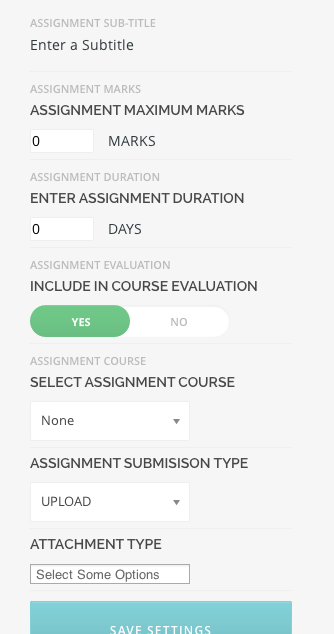 ASSIGNMENT SUB-TITLE
Enter a Subtitle
ASSIGNMENT MARKS
ASSIGNMENT MAXIMUM MARKS
0 MARKS
ASSIGNMENT DURATION
ENTER ASSIGNMENT DURATION
0 DAYS
ASSIGNMENT EVALUATION
INCLUDE IN COURSE EVALUATION
YES NO
ASSIGNMENT COURSE
SELECT ASSIGNMENT COURSE
None
ASSIGNMENT SUBMISISON TYPE
UPLOAD
ATTACHMENT TYPE
Select Some Options
SAVE SETTINGS